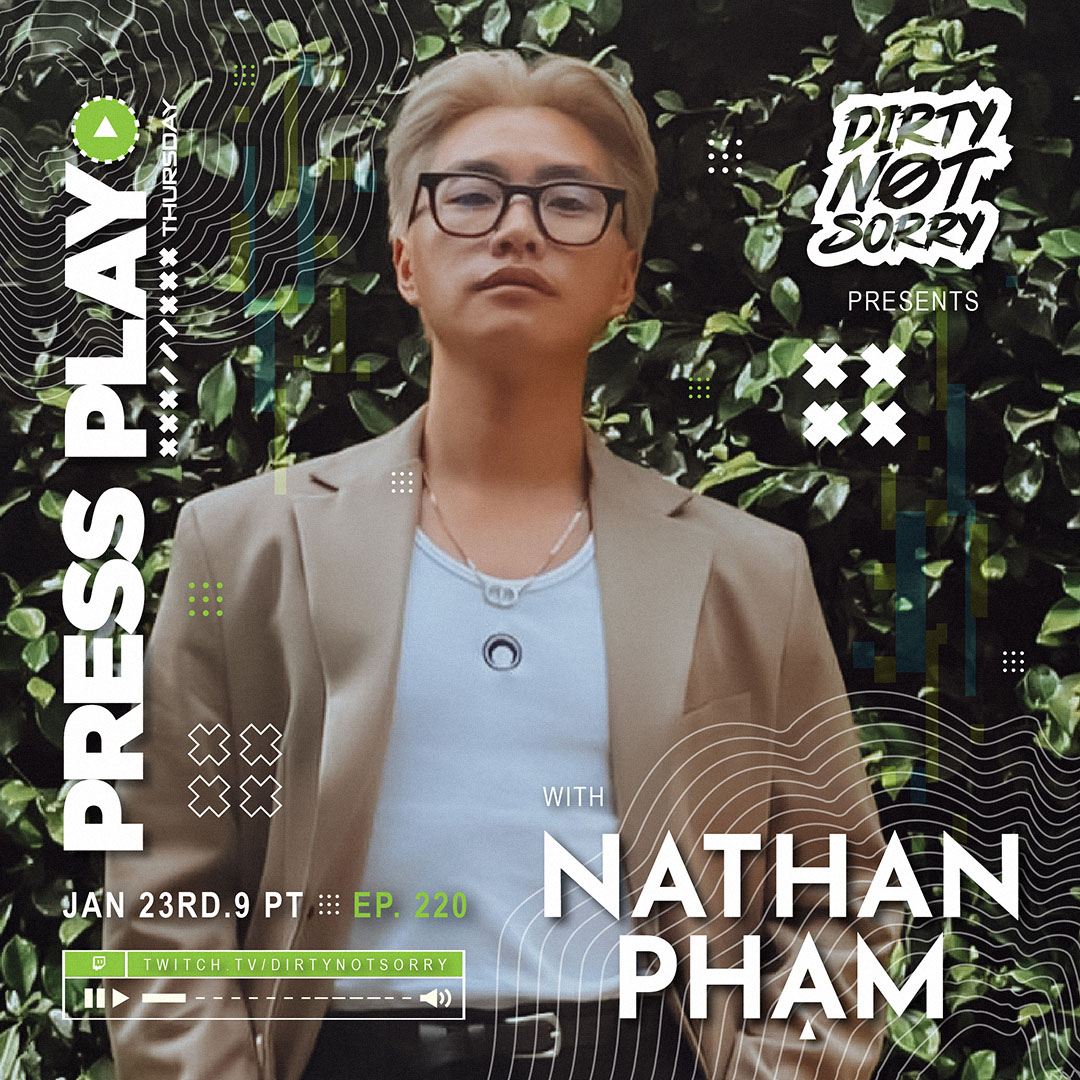 PRESS PLAY
THURSDAY
DIRTY
NOT
SORRY
PRESENTS
WITH
NATHAN
PHẠM
JAN 23RD.9 PT
EP. 220
TWITCH.TV/DIRTYNOTSORRY